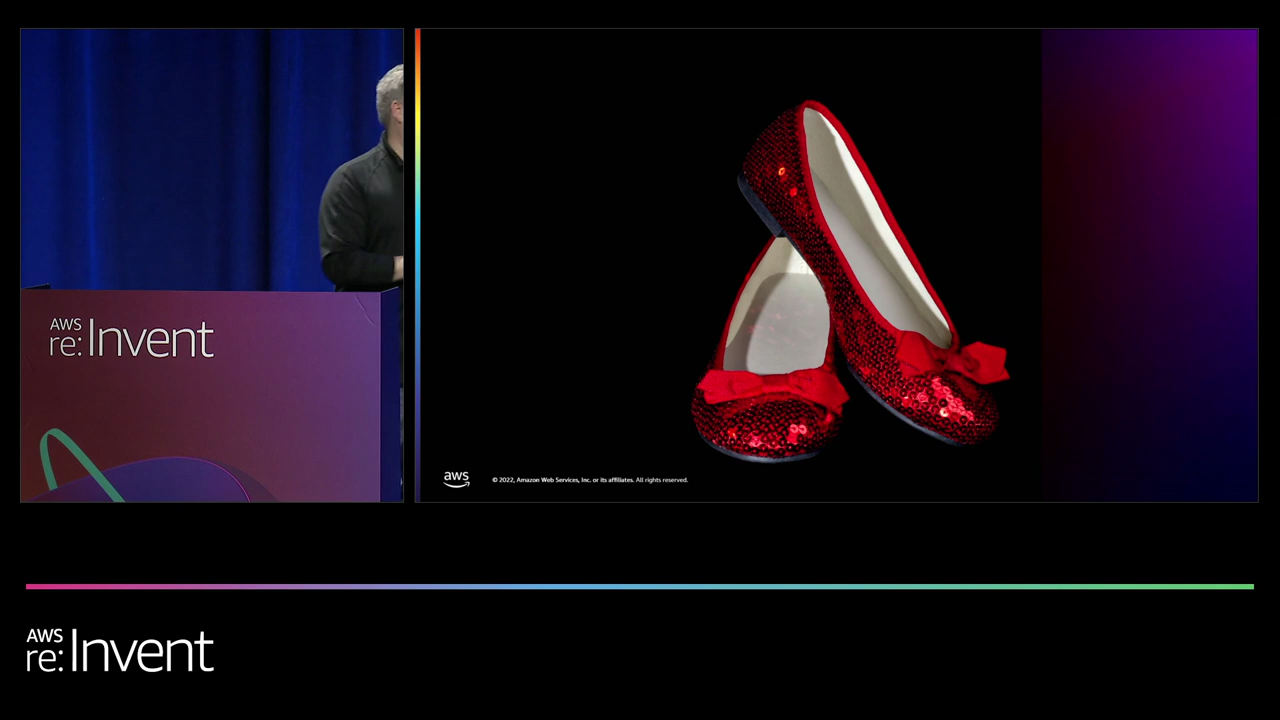 AWS
re:Invent
aws
© 2022, Amazon Web Services, Inc. or its affiliates. All rights reserved.
AWS
re:Invent